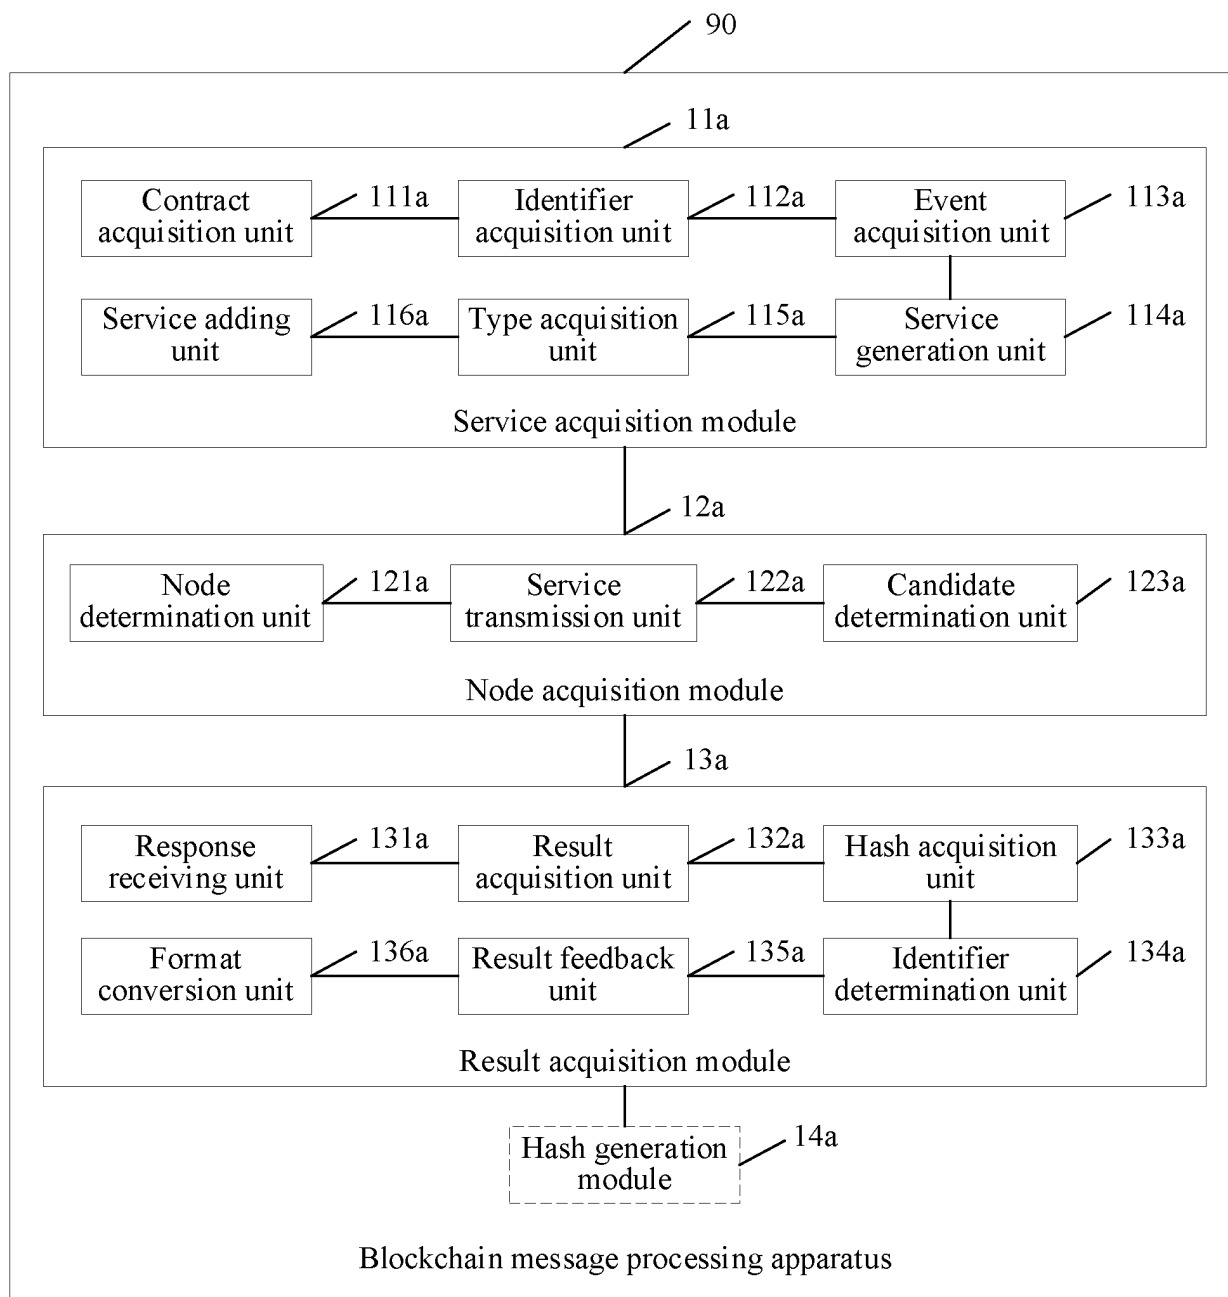 90
11a
Contract
acquisition unit
111a
Identifier
acquisition unit
112a
Event
acquisition unit
113a
Service adding
unit
116a
Type acquisition
unit
115a
Service
generation unit
114a
Service acquisition module
12a
Node
determination unit
121a
Service
transmission unit
122a
Candidate
determination unit
123a
Node acquisition module
13a
Response
receiving unit
131a
Result
acquisition unit
132a
Hash acquisition
unit
133a
Format
conversion unit
136a
Result feedback
unit
135a
Identifier
determination unit
134a
Result acquisition module
Hash generation
module
14a
Blockchain message processing apparatus